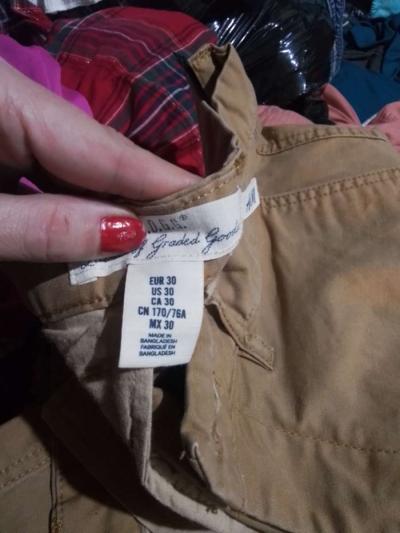 L.O.G.G.®
of Graded Goods
H&M
EUR 30
US 30
CA 30
CN 170/76A
MX 30
MADE IN
BANGLADESH
FABRIQUÉ EN
BANGLADESH